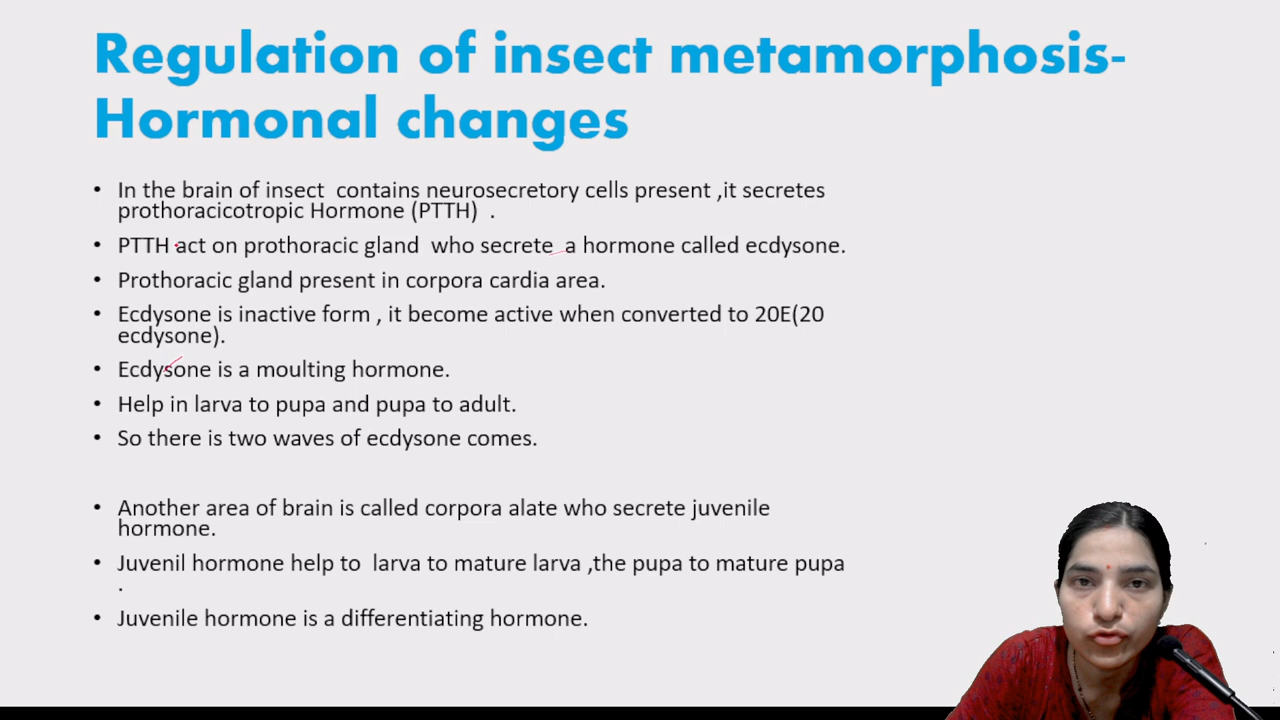 Regulation of insect metamorphosis-
Hormonal changes
• In the brain of insect contains neurosecretory cells present ,it secretes
prothoracicotropic Hormone (PTTH) .
• PTTH act on prothoracic gland who secrete a hormone called ecdysone.
• Prothoracic gland present in corpora cardia area.
• Ecdysone is inactive form , it become active when converted to 20E(20
ecdysone).
• Ecdysone is a moulting hormone.
• Help in larva to pupa and pupa to adult.
• So there is two waves of ecdysone comes.
• Another area of brain is called corpora alate who secrete juvenile
hormone.
• Juvenil hormone help to larva to mature larva ,the pupa to mature pupa
.
• Juvenile hormone is a differentiating hormone.